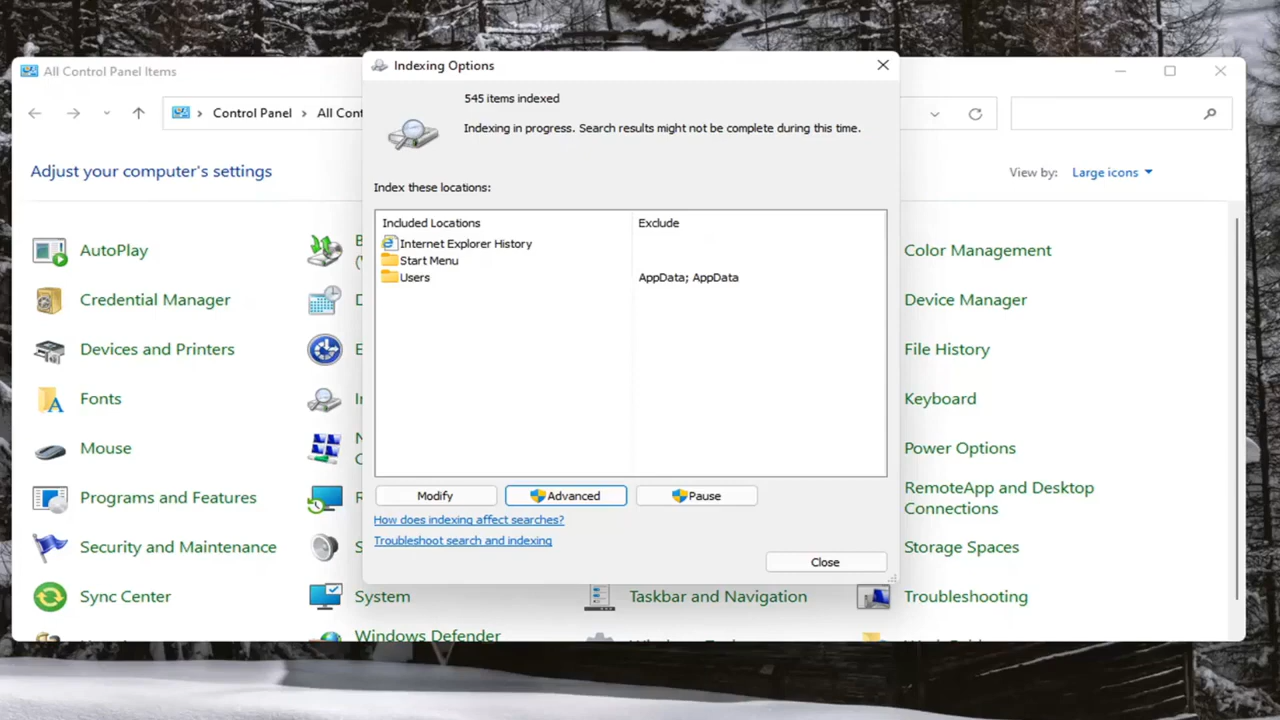 All Control Panel Items
Control Panel
All Cont
Adjust your computer's settings
View by:
Large icons
AutoPlay
Credential Manager
Devices and Printers
Fonts
Mouse
Programs and Features
Security and Maintenance
Sync Center
System
Windows Defender
Taskbar and Navigation
Color Management
Device Manager
File History
Keyboard
Power Options
RemoteApp and Desktop
Connections
Storage Spaces
Troubleshooting
Indexing Options
545 items indexed
Indexing in progress. Search results might not be complete during this time.
Index these locations:
Included Locations
Exclude
Internet Explorer History
Start Menu
Users
AppData; AppData
Modify
Advanced
Pause
How does indexing affect searches?
Troubleshoot search and indexing
Close